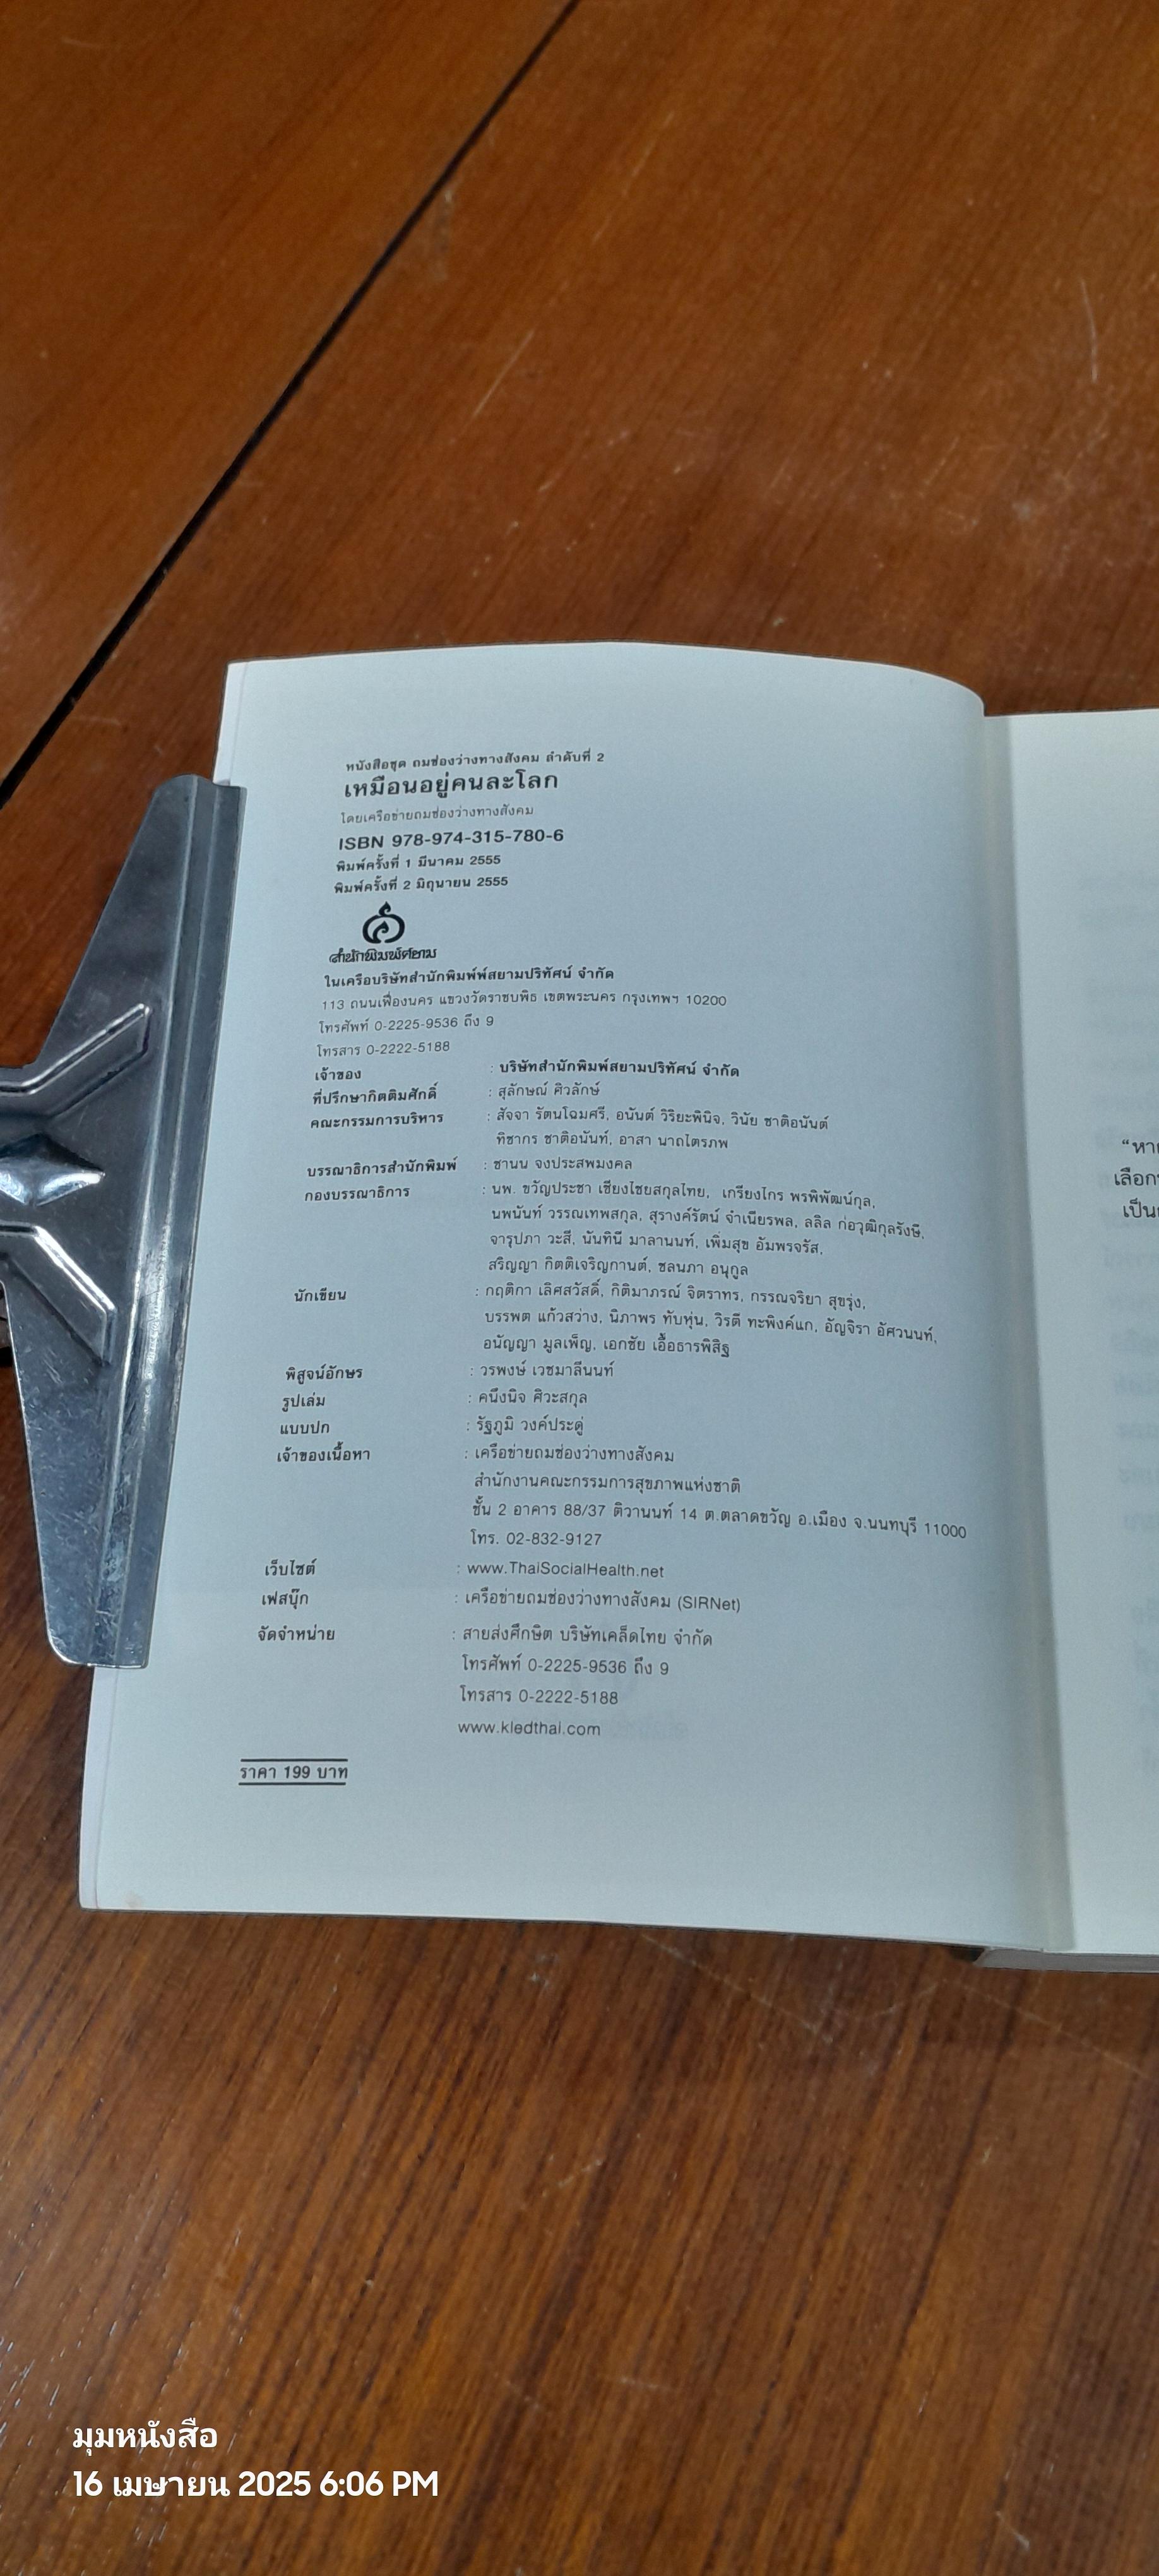 หนังสือชุด ถมช่องว่างทางสังคม ลำดับที่ 2
เหมือนอยู่คนละโลก
โดยเครือข่ายถมช่องว่างทางสังคม
ISBN 978-974-315-780-6
พิมพ์ครั้งที่ 1 มีนาคม 2555
พิมพ์ครั้งที่ 2 มิถุนายน 2555
สำนักพิมพ์ศยาม
ในเครือบริษัทสำนักพิมพ์พ์สยามปริทัศน์ จำกัด
113 ถนนเฟื่องนคร แขวงวัดราชบพิธ เขตพระนคร กรุงเทพฯ 10200
โทรศัพท์ 0-2225-9536 ถึง 9
โทรสาร 0-2222-5188
เจ้าของ : บริษัทสำนักพิมพ์สยามปริทัศน์ จำกัด
ที่ปรึกษากิตติมศักดิ์ : สุลักษณ์ ศิวลักษ์
คณะกรรมการบริหาร : สัจจา รัตนโฉมศรี, อนันต์ วิริยะพินิจ, วินัย ชาติอนันต์
ทิชากร ชาติอนันท์, อาสา นาถไตรภพ
บรรณาธิการสำนักพิมพ์ : ชานน จงประสพมงคล
กองบรรณาธิการ : นพ. ขวัญประชา เชียงไชยสกุลไทย, เกรียงไกร พรพิพัฒน์กุล,
นพนันท์ วรรณเทพสกุล, สุรางค์รัตน์ จำเนียรพล, ลลิล ก่อวุฒิกุลรังษี,
จารุปภา วะสี, นันทินี มาลานนท์, เพิ่มสุข อัมพรจรัส,
สริญญา กิตติเจริญกานต์, ชลนภา อนุกูล
นักเขียน : กฤติกา เลิศสวัสดิ์, กิติมาภรณ์ จิตราทร, กรรณจริยา สุขรุ่ง,
บรรพต แก้วสว่าง, นิภาพร ทับหุ่น, วิรตี ทะพิงค์แก, อัญจิรา อัศวนนท์,
อนัญญา มูลเพ็ญ, เอกชัย เอื้อธารพิสิฐ
พิสูจน์อักษร : วรพงษ์ เวชมาลีนนท์
รูปเล่ม : คนึงนิจ ศิวะสกุล
แบบปก : รัฐภูมิ วงค์ประดู่
เจ้าของเนื้อหา : เครือข่ายถมช่องว่างทางสังคม
สำนักงานคณะกรรมการสุขภาพแห่งชาติ
ชั้น 2 อาคาร 88/37 ติวานนท์ 14 ต.ตลาดขวัญ อ.เมือง จ.นนทบุรี 11000
โทร. 02-832-9127
เว็บไซต์ : www.ThaiSocialHealth.net
เฟสบุ๊ก : เครือข่ายถมช่องว่างทางสังคม (SIRNet)
จัดจำหน่าย : สายส่งศึกษิต บริษัทเคล็ดไทย จำกัด
โทรศัพท์ 0-2225-9536 ถึง 9
โทรสาร 0-2222-5188
www.kledthai.com
ราคา 199 บาท
มุมหนังสือ
16 เมษายน 2025 6:06 PM